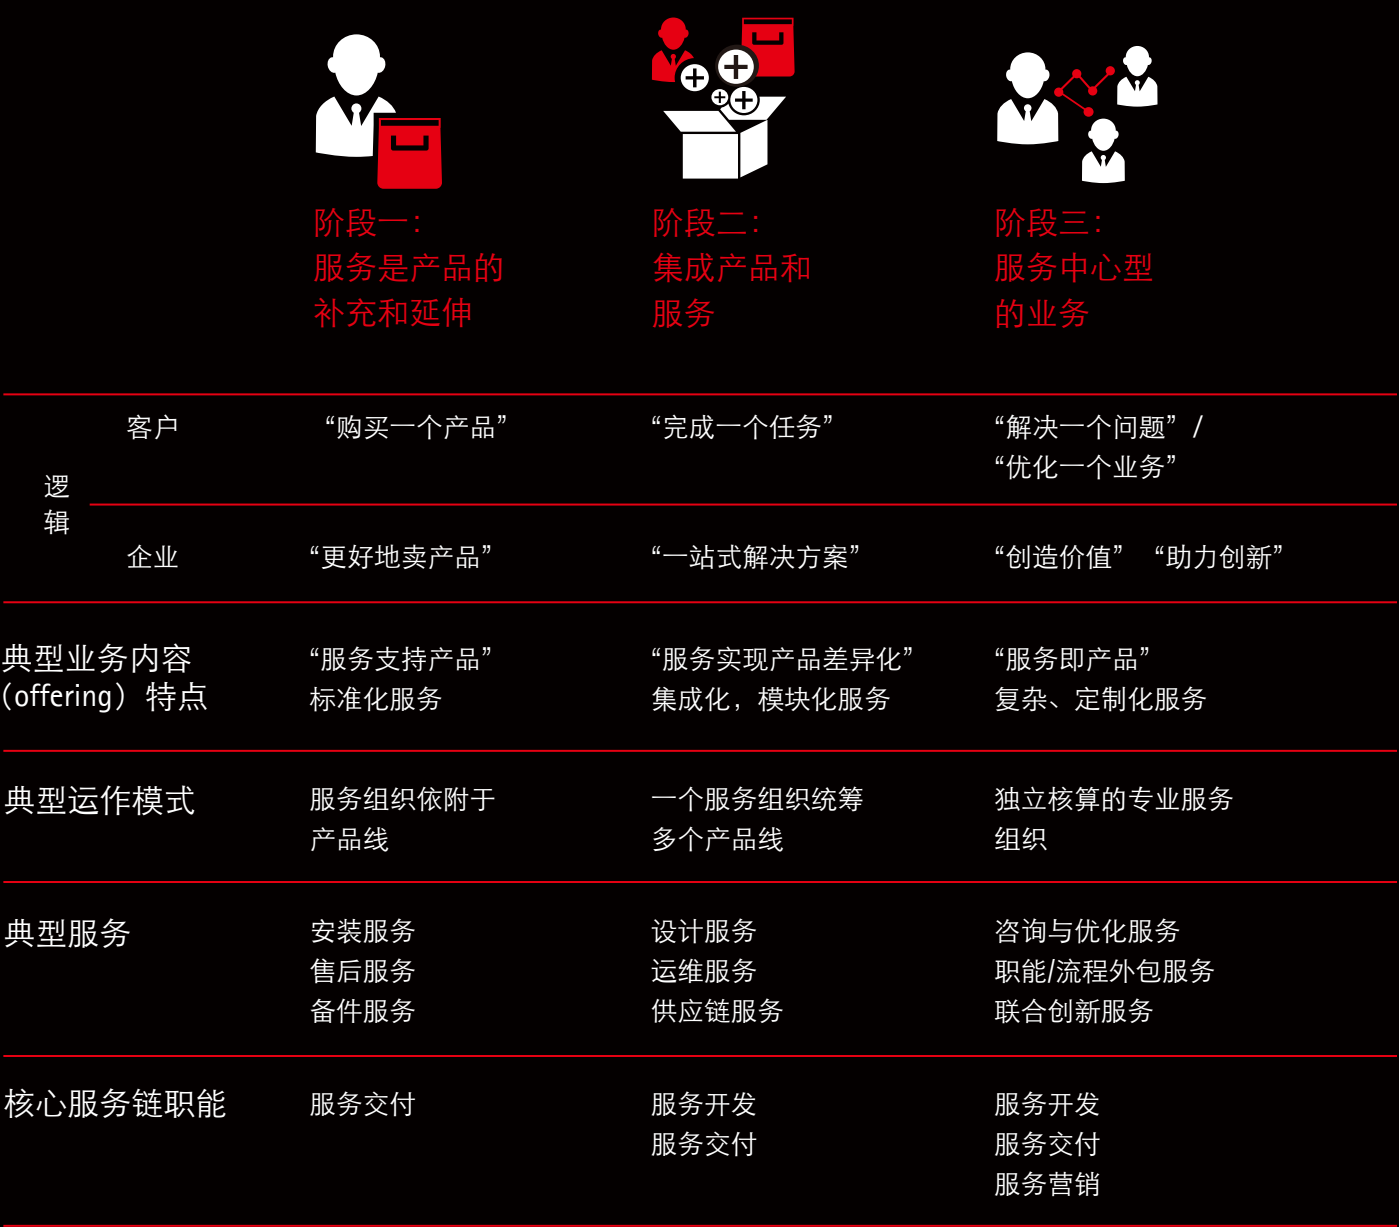 阶段一：
服务是产品的
补充和延伸
阶段二：
集成产品和
服务
阶段三：
服务中心型
的业务
逻
辑
客户
“购买一个产品”
“完成一个任务”
“解决一个问题” /
“优化一个业务”
企业
“更好地卖产品”
“一站式解决方案”
“创造价值” “助力创新”
典型业务内容
（offering）特点
“服务支持产品”
标准化服务
“服务实现产品差异化”
集成化，模块化服务
“服务即产品”
复杂、定制化服务
典型运作模式
服务组织依附于
产品线
一个服务组织统筹
多个产品线
独立核算的专业服务
组织
典型服务
安装服务
售后服务
备件服务
设计服务
运维服务
供应链服务
咨询与优化服务
职能/流程外包服务
联合创新服务
核心服务链职能
服务交付
服务开发
服务交付
服务开发
服务交付
服务营销